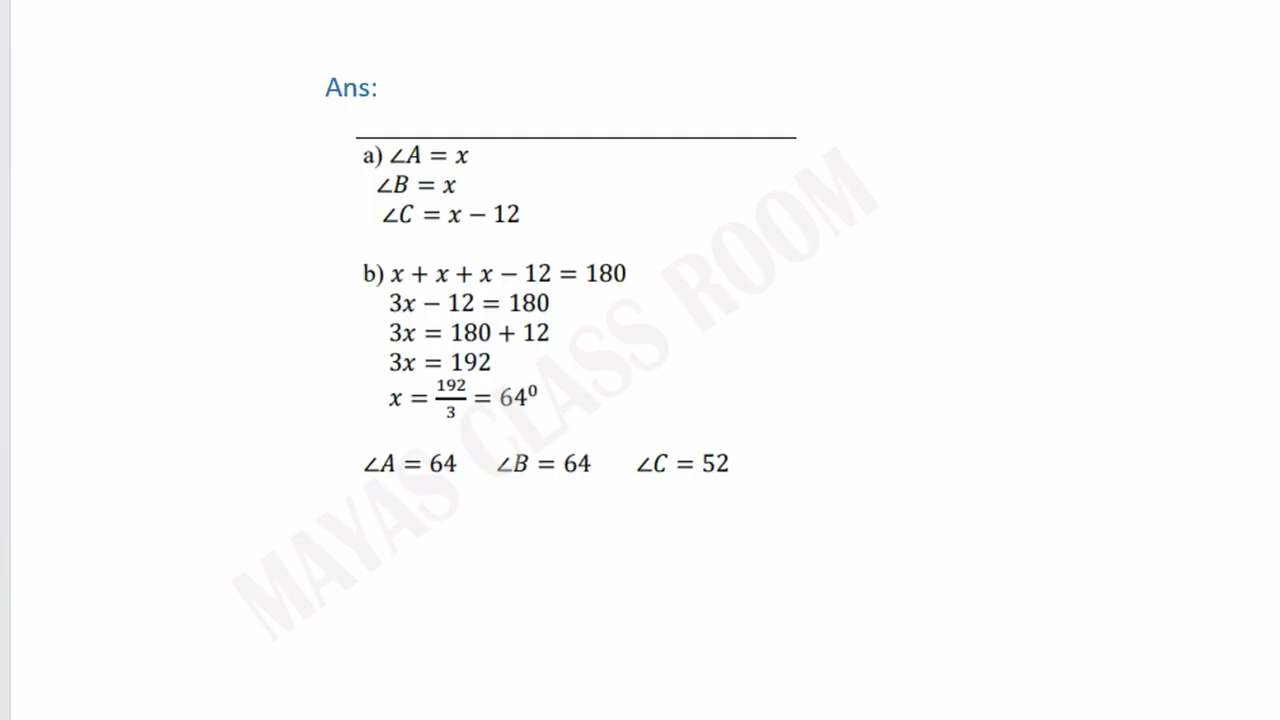 Ans:
a) ∠A = x
∠B = x
∠C = x − 12
b) x + x + x − 12 = 180
3x − 12 = 180
3x = 180 + 12
3x = 192
x = 192/3 = 64⁰
∠A = 64 ∠B = 64 ∠C = 52
MAYAS CLASS ROOM